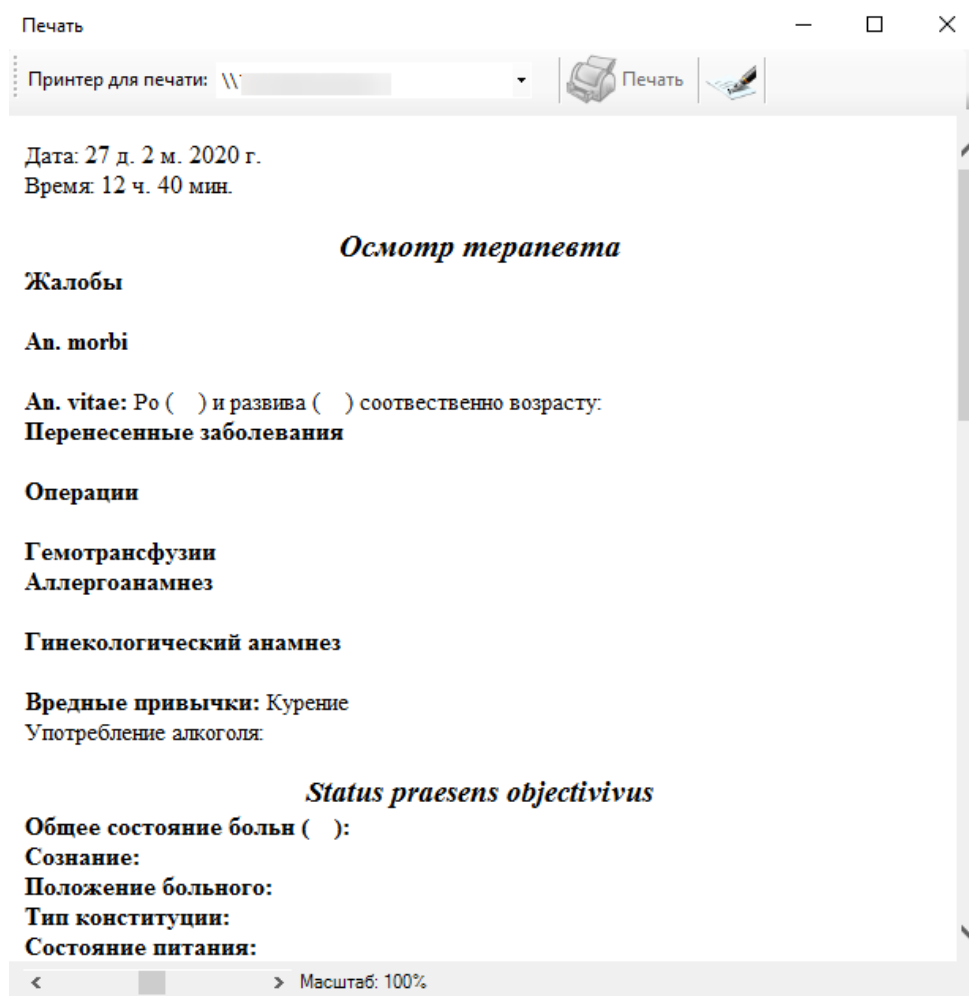 Печать
Принтер для печати: \\
Печать
Дата: 27 д. 2 м. 2020 г.
Время: 12 ч. 40 мин.
Осмотр терапевта
Жалобы
An. morbi
An. vitae: Ро ( ) и развива ( ) соотвественно возрасту:
Перенесенные заболевания
Операции
Гемотрансфузии
Аллергоанамнез
Гинекологический анамнез
Вредные привычки: Курение
Употребление алкоголя:
Status praesens objectivivus
Общее состояние больн ( ):
Сознание:
Положение больного:
Тип конституции:
Состояние питания:
Масштаб: 100%